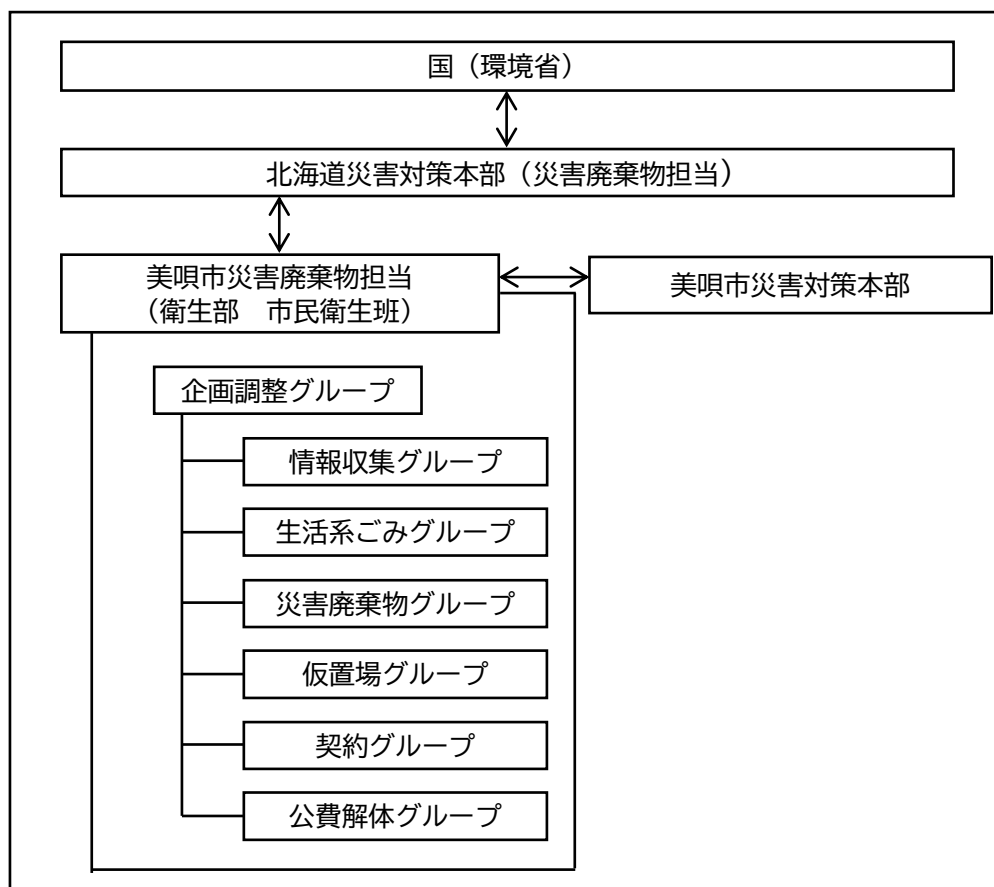 国（環境省）
北海道災害対策本部（災害廃棄物担当）
美唄市災害廃棄物担当
（衛生部　市民衛生班）
美唄市災害対策本部
企画調整グループ
情報収集グループ
生活系ごみグループ
災害廃棄物グループ
仮置場グループ
契約グループ
公費解体グループ